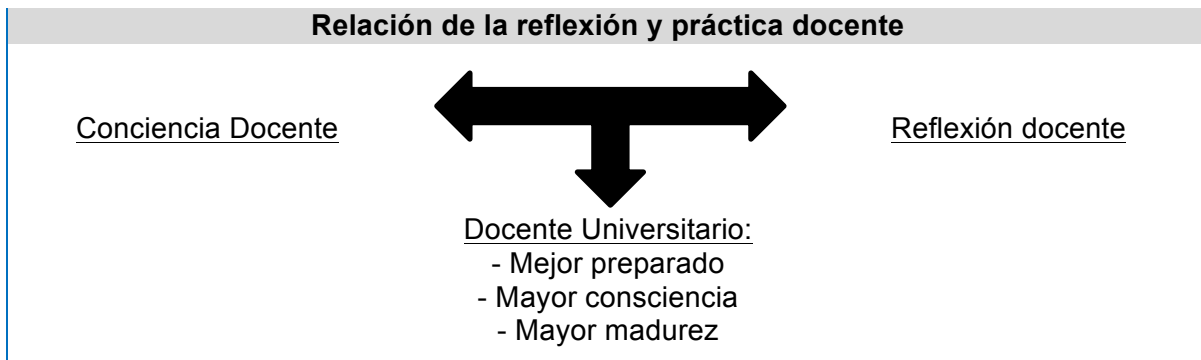 Relación de la reflexión y práctica docente
Conciencia Docente
Reflexión docente
Docente Universitario:
- Mejor preparado
- Mayor consciencia
- Mayor madurez